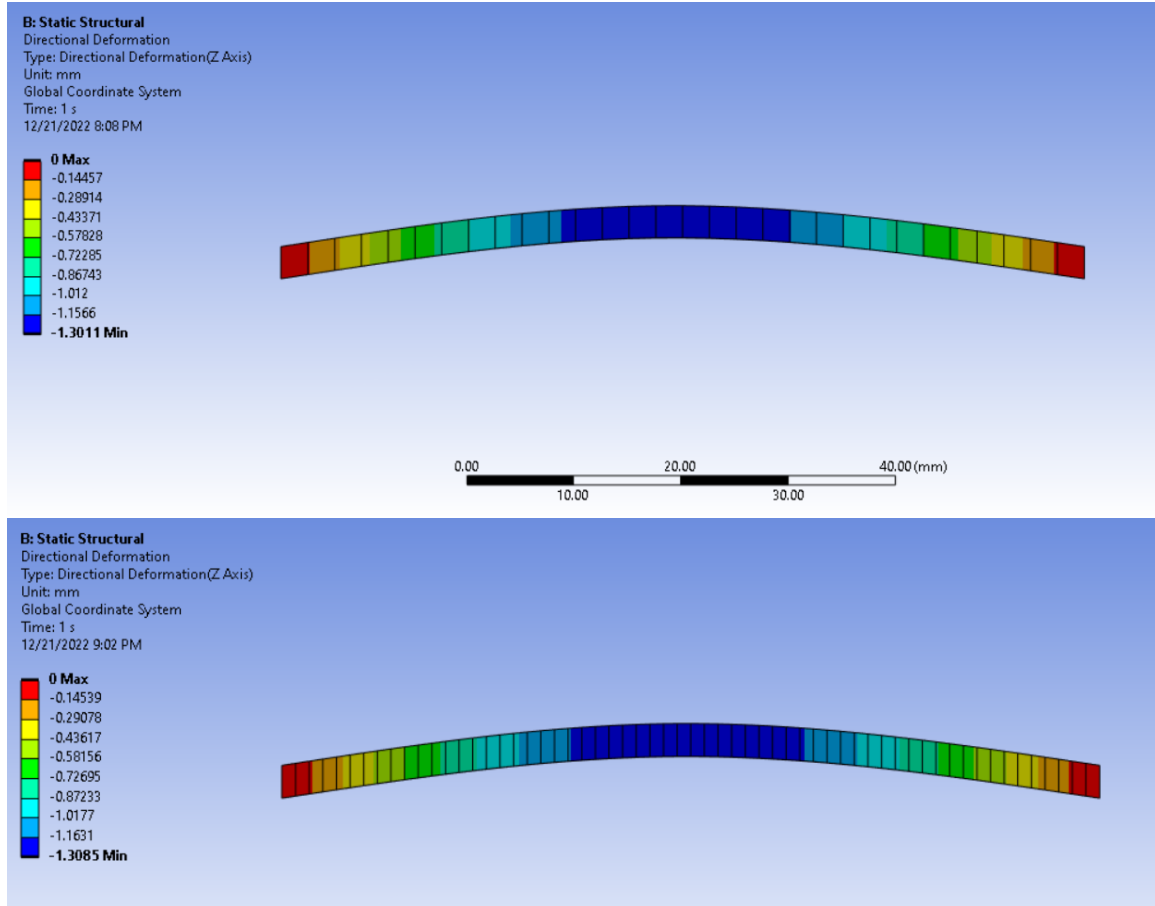 B: Static Structural
Directional Deformation
Type: Directional Deformation(Z Axis)
Unit: mm
Global Coordinate System
Time: 1 s
12/21/2022 8:08 PM
0 Max
-0.14457
-0.28914
-0.43371
-0.57828
-0.72285
-0.86743
-1.012
-1.1566
-1.3011 Min
0.00 20.00 40.00 (mm)
10.00 30.00
B: Static Structural
Directional Deformation
Type: Directional Deformation(Z Axis)
Unit: mm
Global Coordinate System
Time: 1 s
12/21/2022 9:02 PM
0 Max
-0.14539
-0.29078
-0.43617
-0.58156
-0.72695
-0.87233
-1.0177
-1.1631
-1.3085 Min